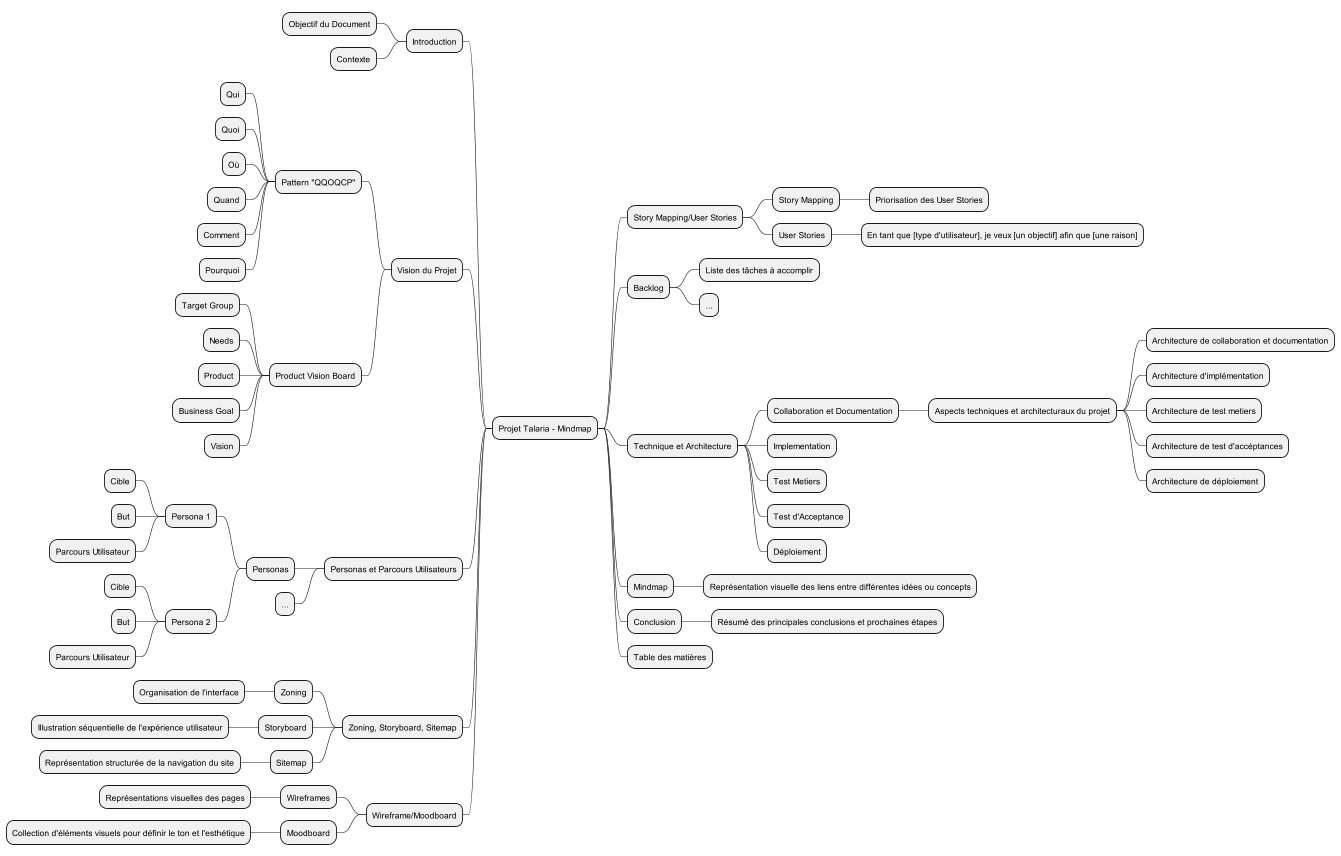 Projet Talaria - Mindmap
Introduction
Objectif du Document
Contexte
Vision du Projet
Pattern "QQOQCP"
Qui
Quoi
Où
Quand
Comment
Pourquoi
Product Vision Board
Target Group
Needs
Product
Business Goal
Vision
Personas et Parcours Utilisateurs
Personas
Persona 1
Cible
But
Parcours Utilisateur
Persona 2
Cible
But
Parcours Utilisateur
...
Zoning, Storyboard, Sitemap
Zoning
Organisation de l'interface
Storyboard
Illustration séquentielle de l'expérience utilisateur
Sitemap
Représentation structurée de la navigation du site
Wireframe/Moodboard
Wireframes
Représentations visuelles des pages
Moodboard
Collection d'éléments visuels pour définir le ton et l'esthétique
Story Mapping/User Stories
Story Mapping
Priorisation des User Stories
User Stories
En tant que [type d'utilisateur], je veux [un objectif] afin que [une raison]
Backlog
Liste des tâches à accomplir
...
Technique et Architecture
Collaboration et Documentation
Aspects techniques et architecturaux du projet
Architecture de collaboration et documentation
Architecture d'implémentation
Architecture de test metiers
Architecture de test d'accéptances
Architecture de déploiement
Implementation
Test Metiers
Test d'Acceptance
Déploiement
Mindmap
Représentation visuelle des liens entre différentes idées ou concepts
Conclusion
Résumé des principales conclusions et prochaines étapes
Table des matières